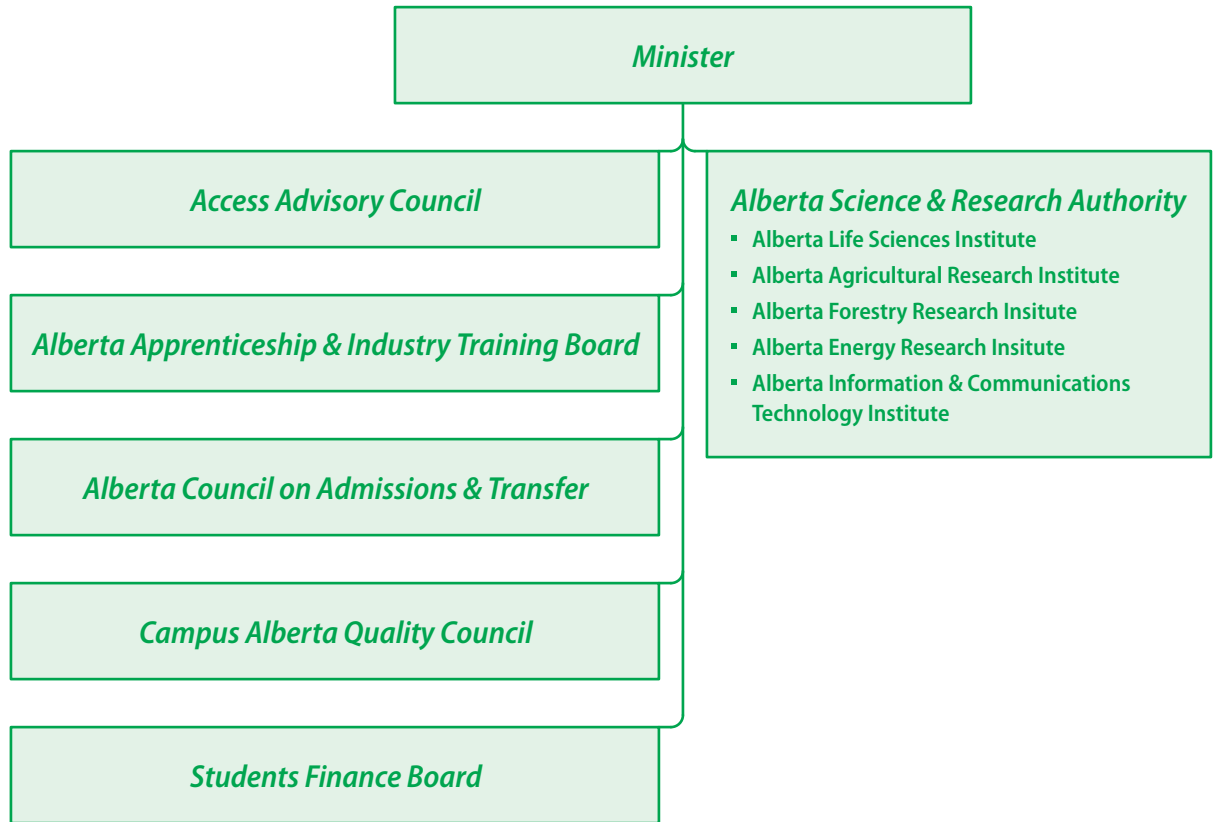 Minister
Access Advisory Council
Alberta Apprenticeship & Industry Training Board
Alberta Council on Admissions & Transfer
Campus Alberta Quality Council
Students Finance Board
Alberta Science & Research Authority
▪ Alberta Life Sciences Institute
▪ Alberta Agricultural Research Institute
▪ Alberta Forestry Research Insitute
▪ Alberta Energy Research Insitute
▪ Alberta Information & Communications
Technology Institute